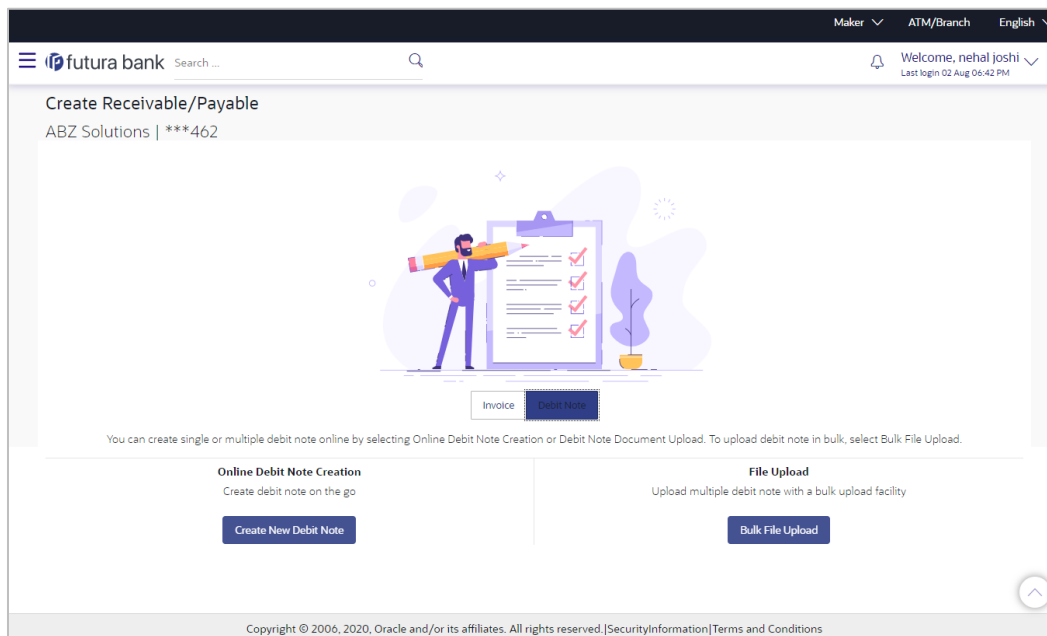 Maker ATM/Branch English
futura bank Search ... Welcome, nehal joshi
Last login 02 Aug 06:42 PM
Create Receivable/Payable
ABZ Solutions | ***462
Invoice Debit Note
You can create single or multiple debit note online by selecting Online Debit Note Creation or Debit Note Document Upload. To upload debit note in bulk, select Bulk File Upload.
Online Debit Note Creation File Upload
Create debit note on the go Upload multiple debit note with a bulk upload facility
Create New Debit Note Bulk File Upload
Copyright © 2006, 2020, Oracle and/or its affiliates. All rights reserved.|SecurityInformation|Terms and Conditions